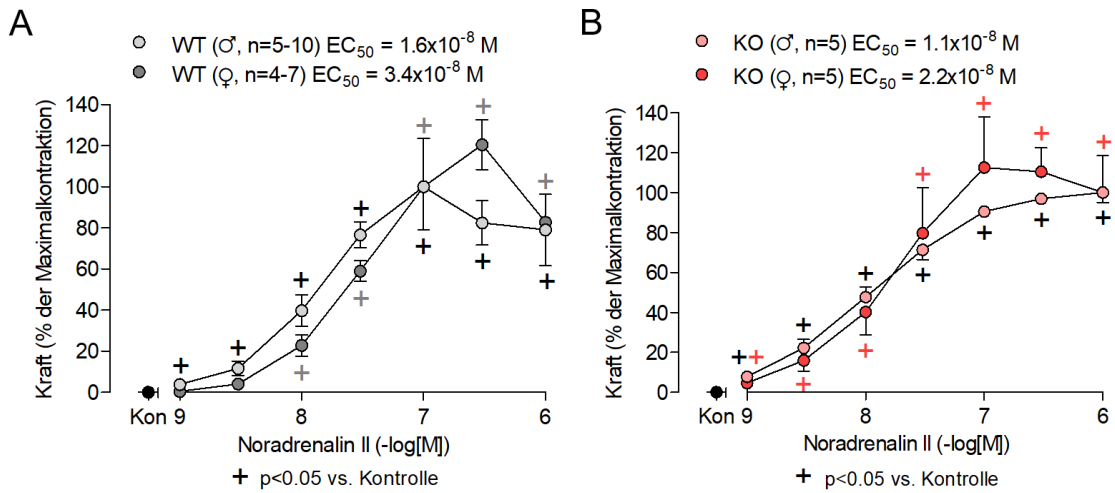 A
WT (♂, n=5-10) EC50 = 1.6x10-8 M
WT (♀, n=4-7) EC50 = 3.4x10-8 M
Kraft (% der Maximalkontraktion)
140
120
100
80
60
40
20
0
Kon 9 8 7 6
Noradrenalin II (-log[M])
+ p<0.05 vs. Kontrolle
B
KO (♂, n=5) EC50 = 1.1x10-8 M
KO (♀, n=5) EC50 = 2.2x10-8 M
Kraft (% der Maximalkontraktion)
140
120
100
80
60
40
20
0
Kon 9 8 7 6
Noradrenalin II (-log[M])
+ p<0.05 vs. Kontrolle